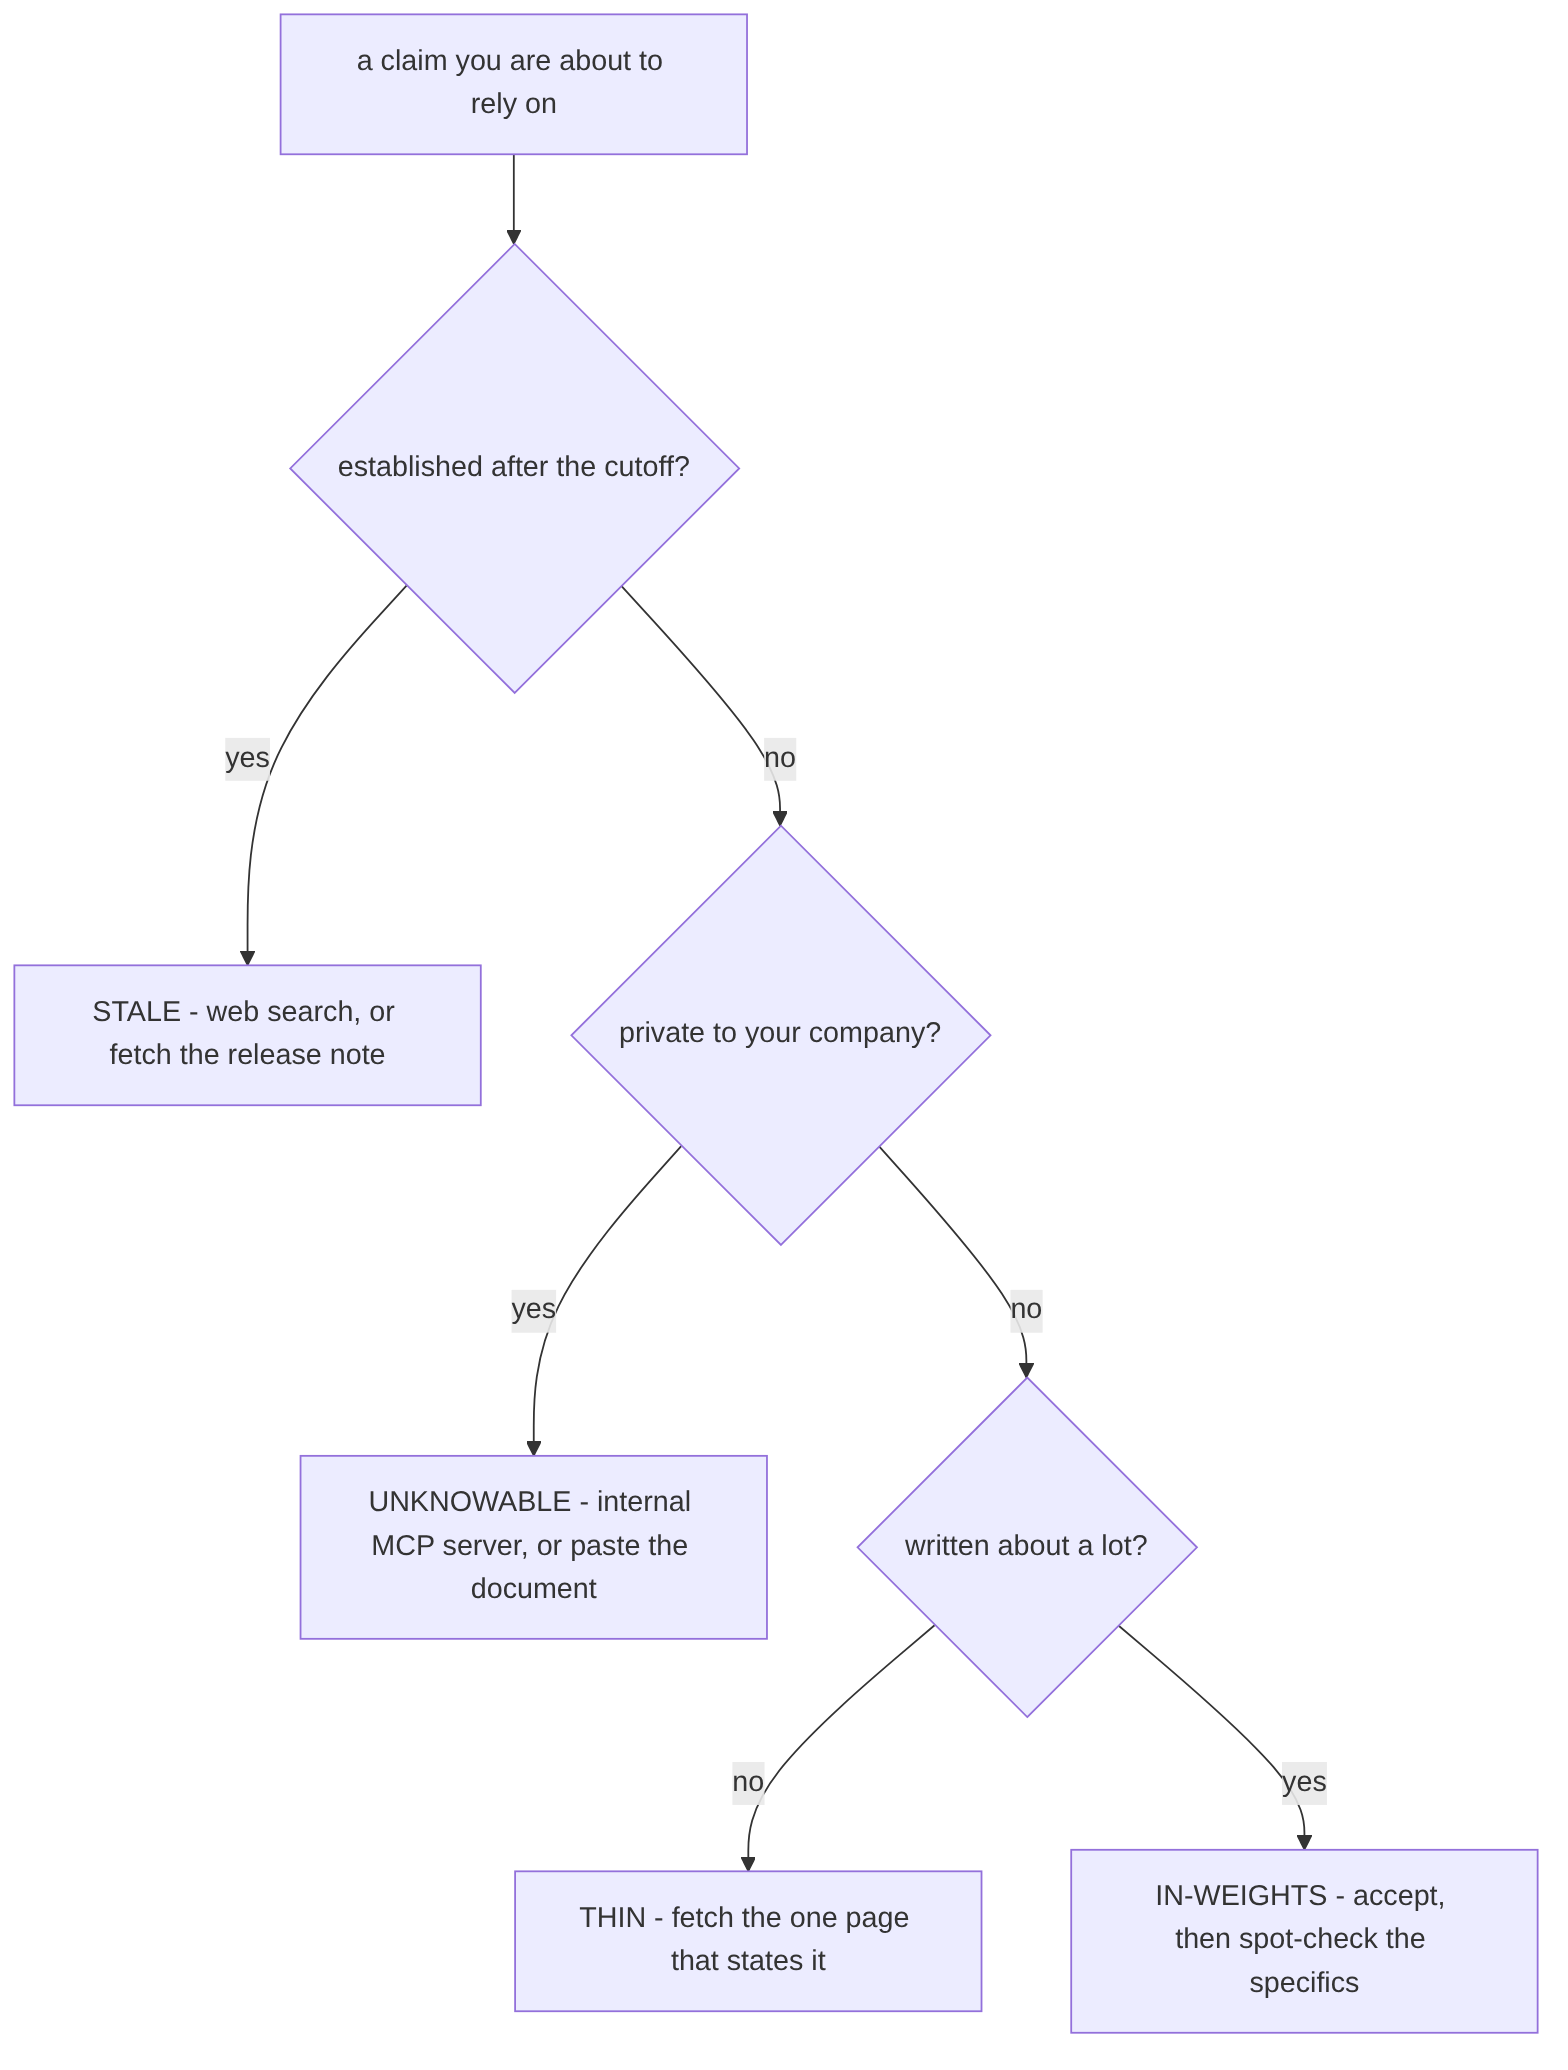 a claim you are about to
rely on
established after the cutoff?
yes
no
STALE - web search, or
fetch the release note
private to your company?
yes
no
UNKNOWABLE - internal
MCP server, or paste the
document
written about a lot?
no
yes
THIN - fetch the one page
that states it
IN-WEIGHTS - accept,
then spot-check the
specifics